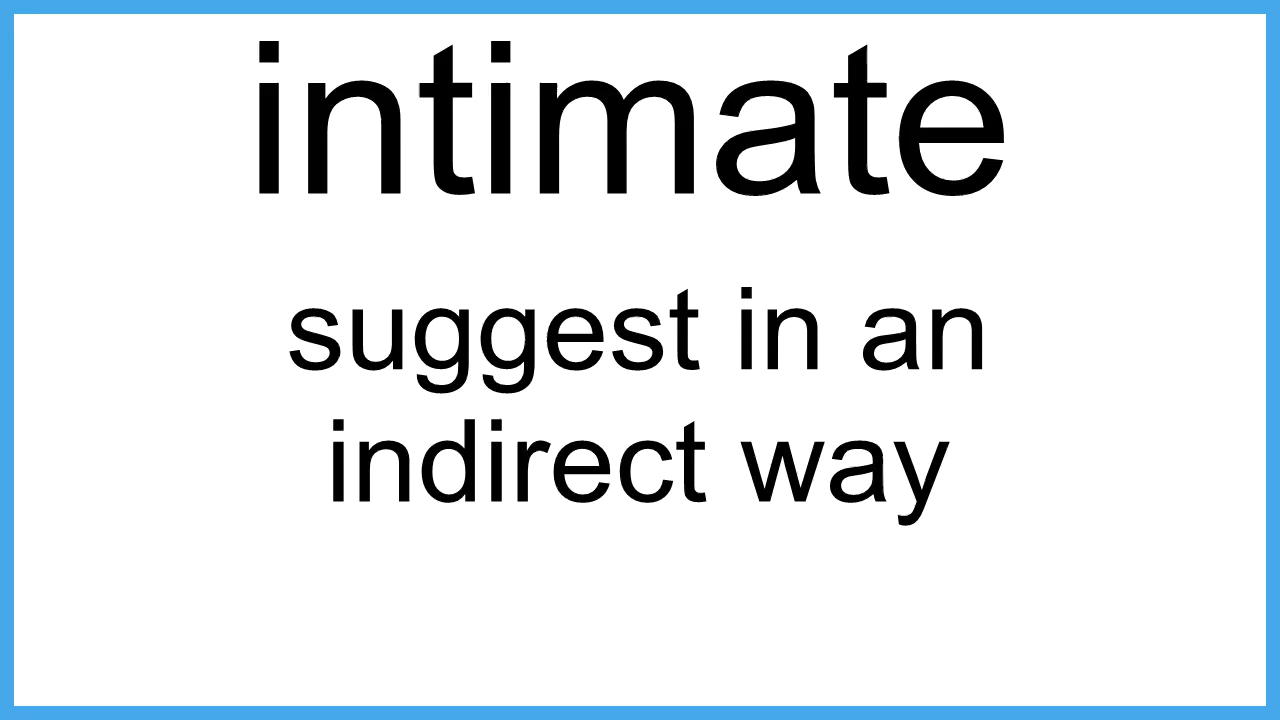 intimate
suggest in an
indirect way